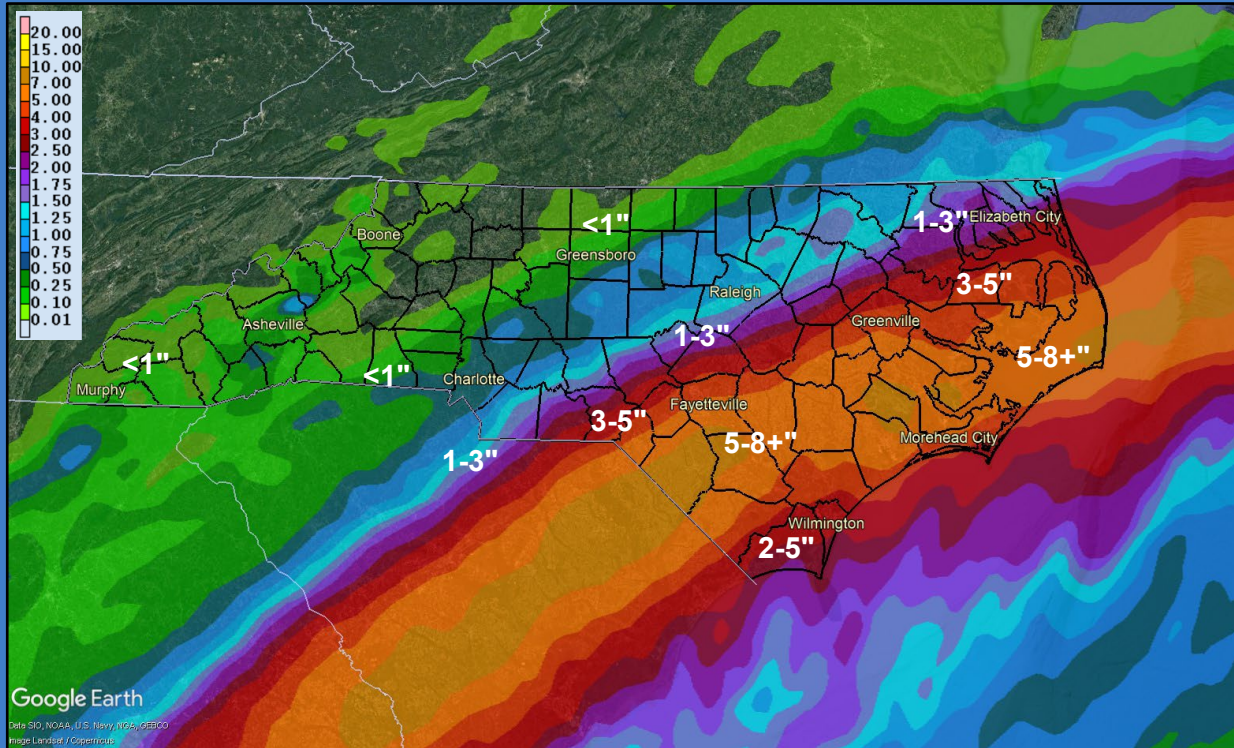 20.00
15.00
10.00
7.00
5.00
4.00
3.00
2.50
2.00
1.75
1.50
1.25
1.00
0.75
0.50
0.25
0.10
0.01
1-3"
Elizabeth City
<1"
Boone
Greensboro
3-5"
Raleigh
Asheville
Greenville
1-3"
5-8+"
<1"
<1"
Murphy
Charlotte
Fayetteville
3-5"
Morehead City
5-8+"
1-3"
Wilmington
2-5"
Google Earth
Data SIO, NOAA, U.S. Navy, NGA, GEBCO
Image Landsat / Copernicus